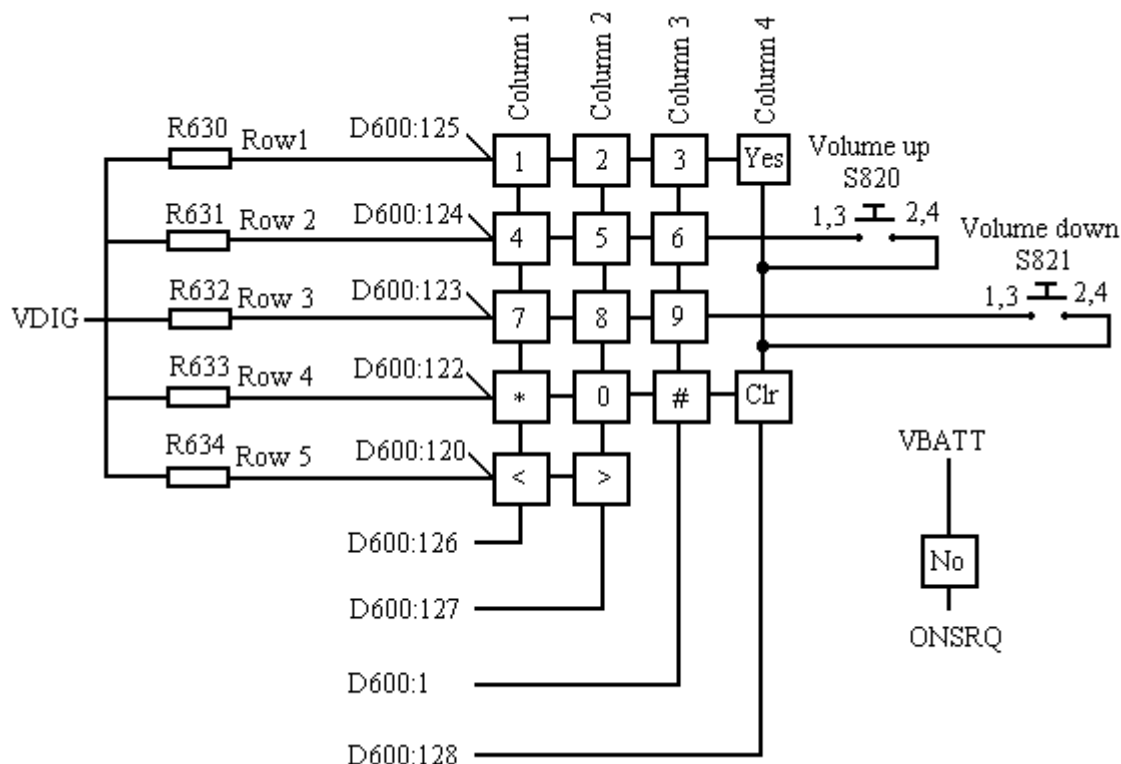 Column 1
Column 2
Column 3
Column 4
R630
Row1
D600:125
1
2
3
Yes
Volume up
S820
1,3
2,4
R631
Row 2
D600:124
4
5
6
Volume down
S821
1,3
2,4
VDIG
R632
Row 3
D600:123
7
8
9
R633
Row 4
D600:122
*
0
#
Clr
R634
Row 5
D600:120
<
>
VBATT
No
ONSRQ
D600:126
D600:127
D600:1
D600:128